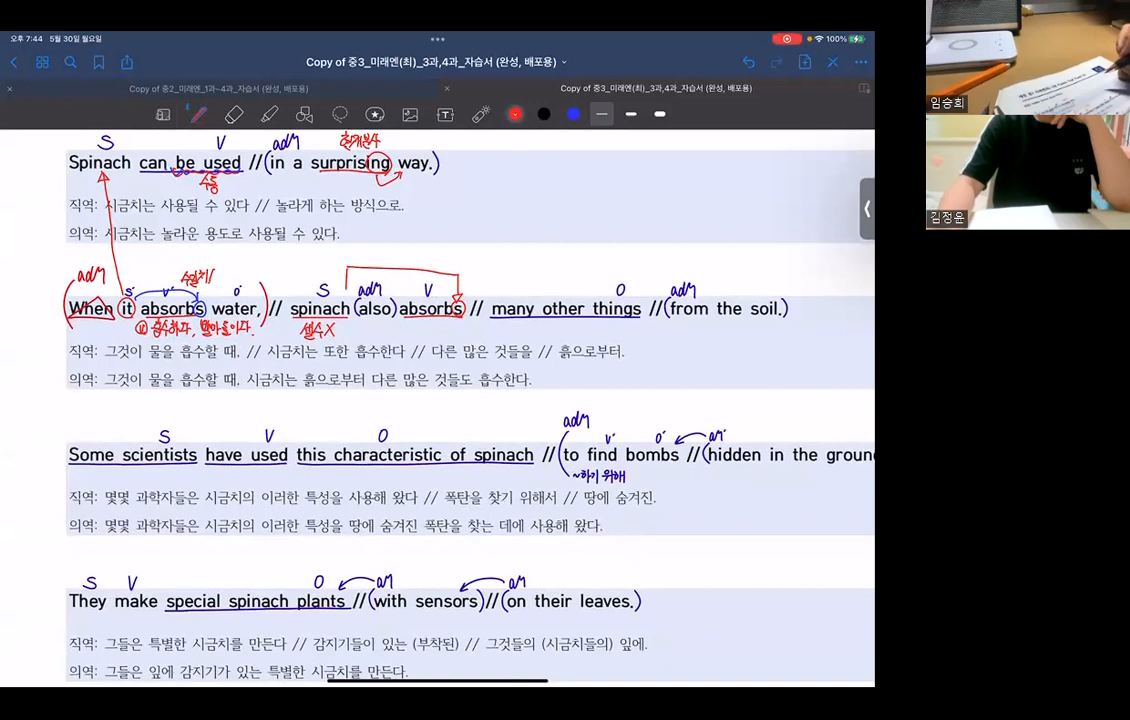 오후 7:44 5월 30일 월요일
100%
Copy of 중3_미래엔(최)_3과,4과_자습서 (완성, 배포용)
Copy of 중2_미래엔_1과~4과_자습서 (완성, 배포용)
Copy of 중3_미래엔(최)_3과,4과_자습서 (완성, 배포용)
임승희
김정윤
S V adv 현재분사
Spinach can be used // (in a surprising way.)
수동
직역: 시금치는 사용될 수 있다 // 놀라게 하는 방식으로.
의역: 시금치는 놀라운 용도로 사용될 수 있다.
adv 수일치
S' V' O' S adv V O adv
(When it absorbs water,) // spinach (also) absorbs // many other things // (from the soil.)
흡수하다, 빨아들이다. 셀수X
직역: 그것이 물을 흡수할 때, // 시금치는 또한 흡수한다 // 다른 많은 것들을 // 흙으로부터.
의역: 그것이 물을 흡수할 때, 시금치는 흙으로부터 다른 많은 것들도 흡수한다.
adv
S V O V' O'
Some scientists have used this characteristic of spinach // (to find bombs // (hidden in the groun
~하기 위해
직역: 몇몇 과학자들은 시금치의 이러한 특성을 사용해 왔다 // 폭탄을 찾기 위해서 // 땅에 숨겨진.
의역: 몇몇 과학자들은 시금치의 이러한 특성을 땅에 숨겨진 폭탄을 찾는 데에 사용해 왔다.
S V O
They make special spinach plants // (with sensors) // (on their leaves.)
직역: 그들은 특별한 시금치를 만든다 // 감지기들이 있는 (부착된) // 그것들의 (시금치들의) 잎에.
의역: 그들은 잎에 감지기가 있는 특별한 시금치를 만든다.